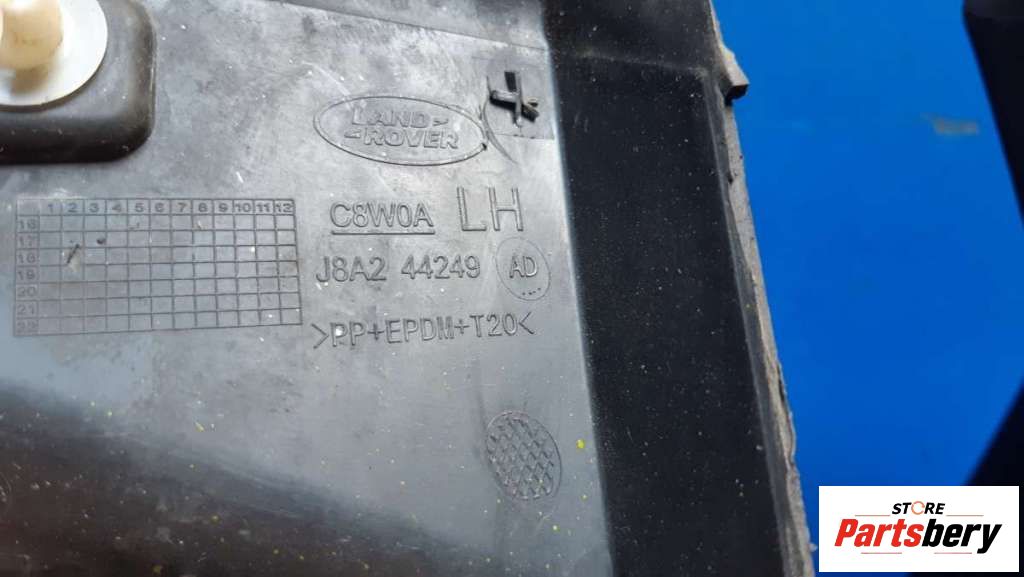 LAND
ROVER
C8W0A LH
J8A2 44249 AD
>PP+EPDM+T20<
1 2 3 4 5 6 7 8 9 10 11 12
16
17
18
19
20
21
22
STORE
Partsbery